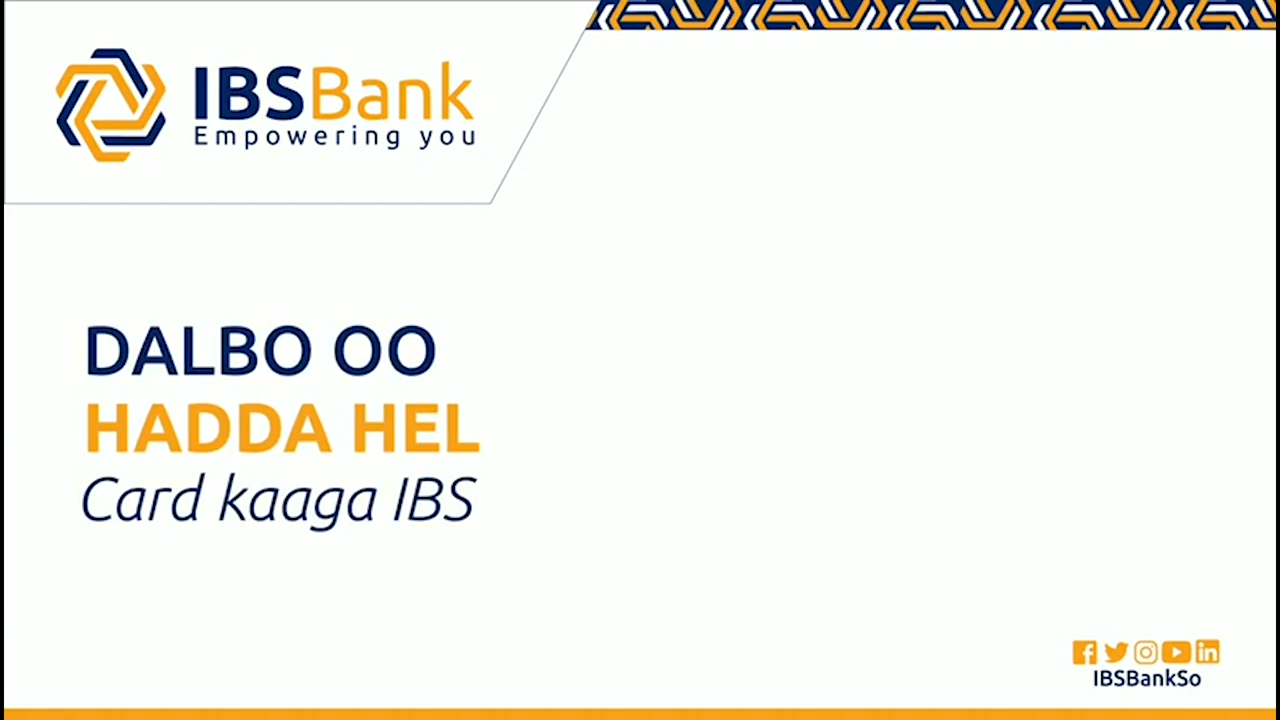 IBSBank
Empowering you
DALBO OO
HADDA HEL
Card kaaga IBS
IBSBankSo